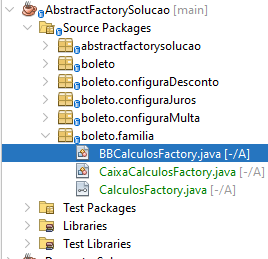 AbstractFactorySolucao [main]
Source Packages
abstractfactorysolucao
boleto
boleto.configuraDesconto
boleto.configuraJuros
boleto.configuraMulta
boleto.familia
BBCalculosFactory.java [-/A]
CaixaCalculosFactory.java [-/A]
CalculosFactory.java [-/A]
Test Packages
Libraries
Test Libraries